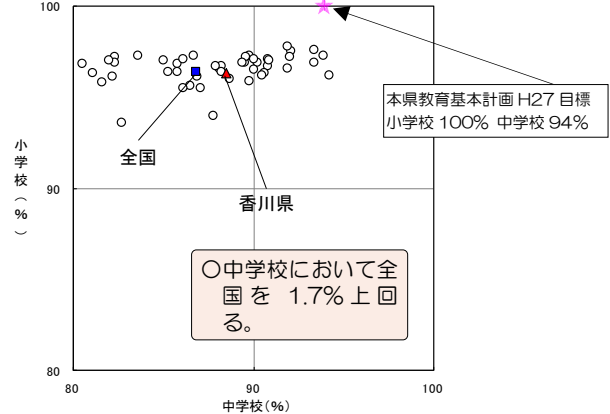 100
本県教育基本計画 H27 目標
小学校 100% 中学校 94%
小学校(%)
全国
90
香川県
○中学校において全
国を 1.7%上回
る。
80
80
90
100
中学校(%)